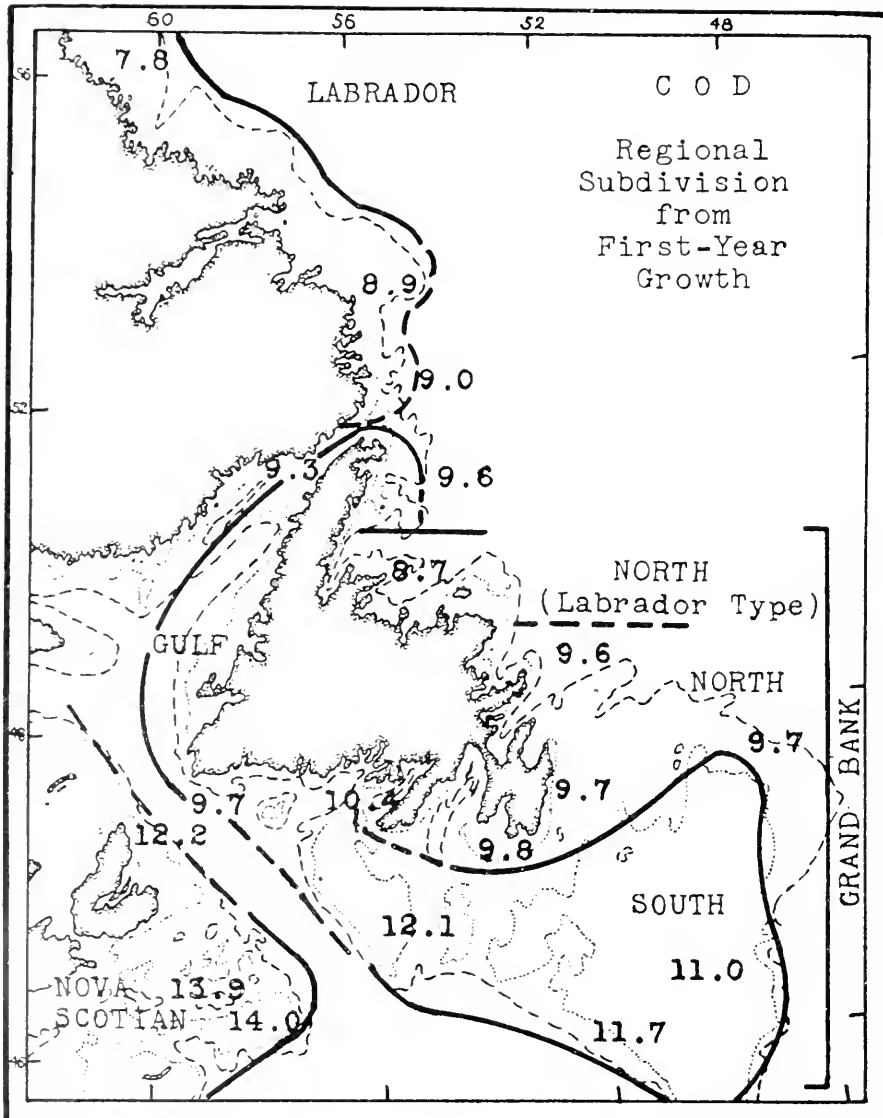 60 56 52 48
56
7.8
LABRADOR
C O D
Regional
Subdivision
from
First-Year
Growth
8.9
9.0
52
9.3
9.6
8.7
NORTH
(Labrador Type)
GULF
9.6
NORTH
48
9.7
9.7
10.4
9.7
12.2
9.8
GRAND BANK
SOUTH
12.1
11.0
NOVA 13.9
SCOTIAN 14.0
11.7